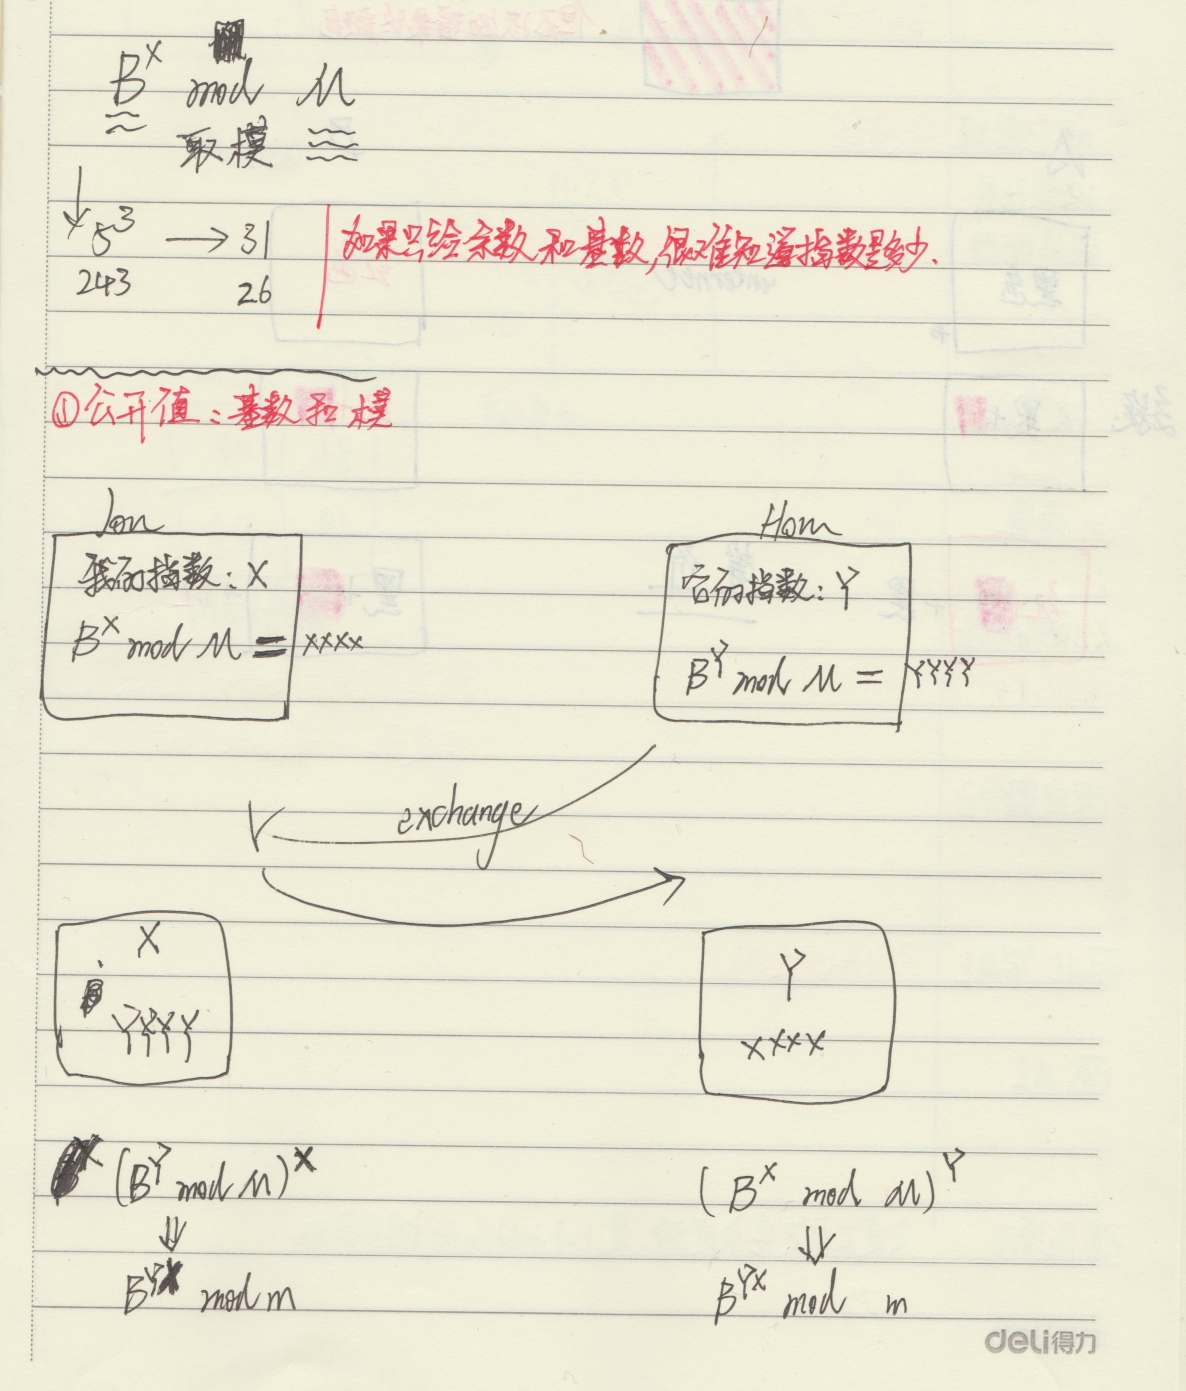 B^X mod M
取模
5^3 → 31
243 26
如果只给余数和基数,很难知道指数是多少.
①公开值:基数和模
Jon
Ham
我的指数:X
B^X mod M = xxxx
它的指数:Y
B^Y mod M = YYYY
exchange
X
YYYY
Y
xxxx
(B^Y mod M)^X
(B^X mod M)^Y
⇓
⇓
B^YX mod m
B^YX mod m
deli得力